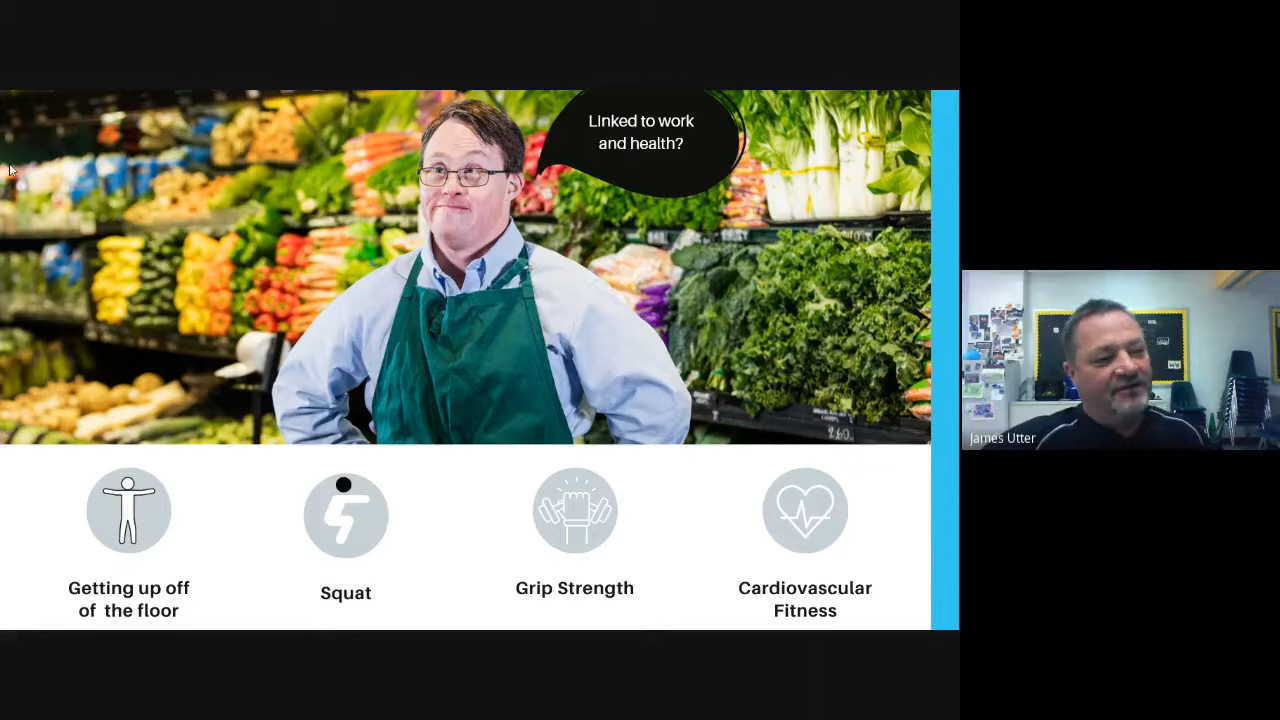 Linked to work
and health?
Getting up off
of the floor
Squat
Grip Strength
Cardiovascular
Fitness
James Utter